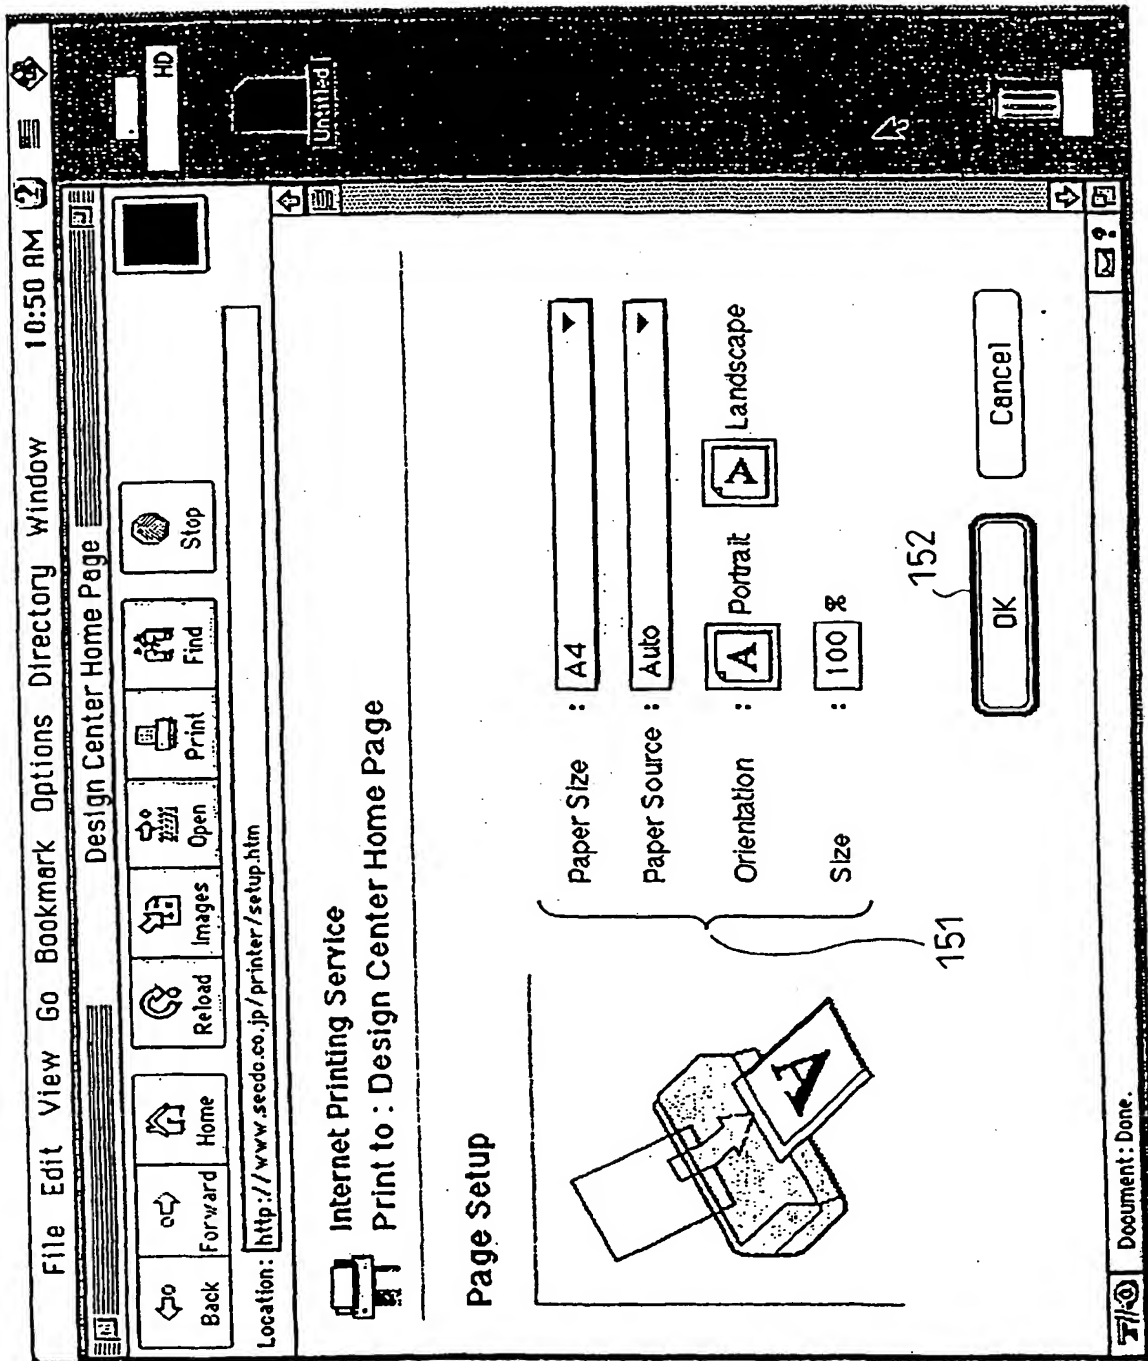 File Edit View Go Bookmark Options Directory Window 10:50 AM
Design Center Home Page
Back Forward Home Reload Images Open Print Find Stop
Location: http://www.seodo.co.jp/printer/setup.htm
HD
Untitled
Internet Printing Service
Print to : Design Center Home Page
Page Setup
A
Paper Size : A4
Paper Source : Auto
Orientation : A Portrait A Landscape
Size : 100 %
151
152
OK Cancel
Dooument: Done.
?